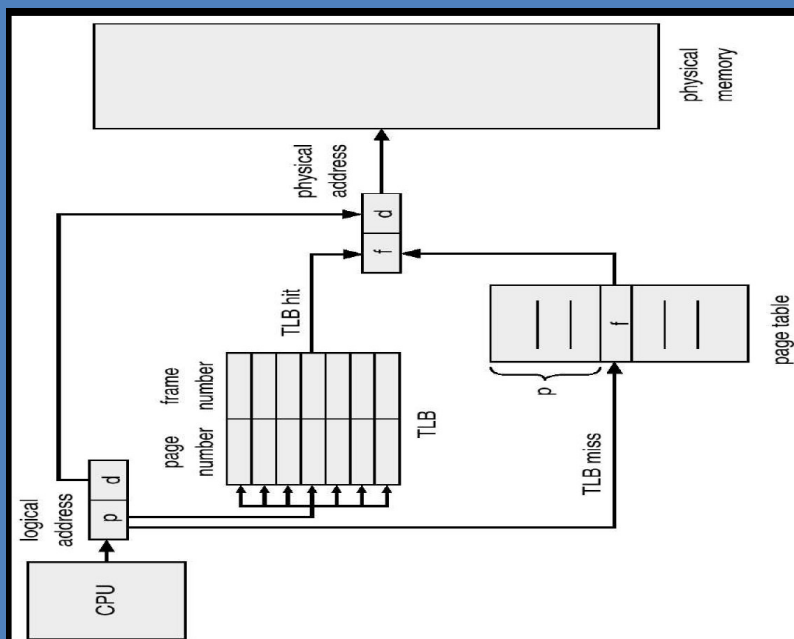 CPU
logical
address
p
d
page
number
frame
number
TLB hit
TLB
TLB miss
p
f
page table
f
d
physical
address
physical
memory